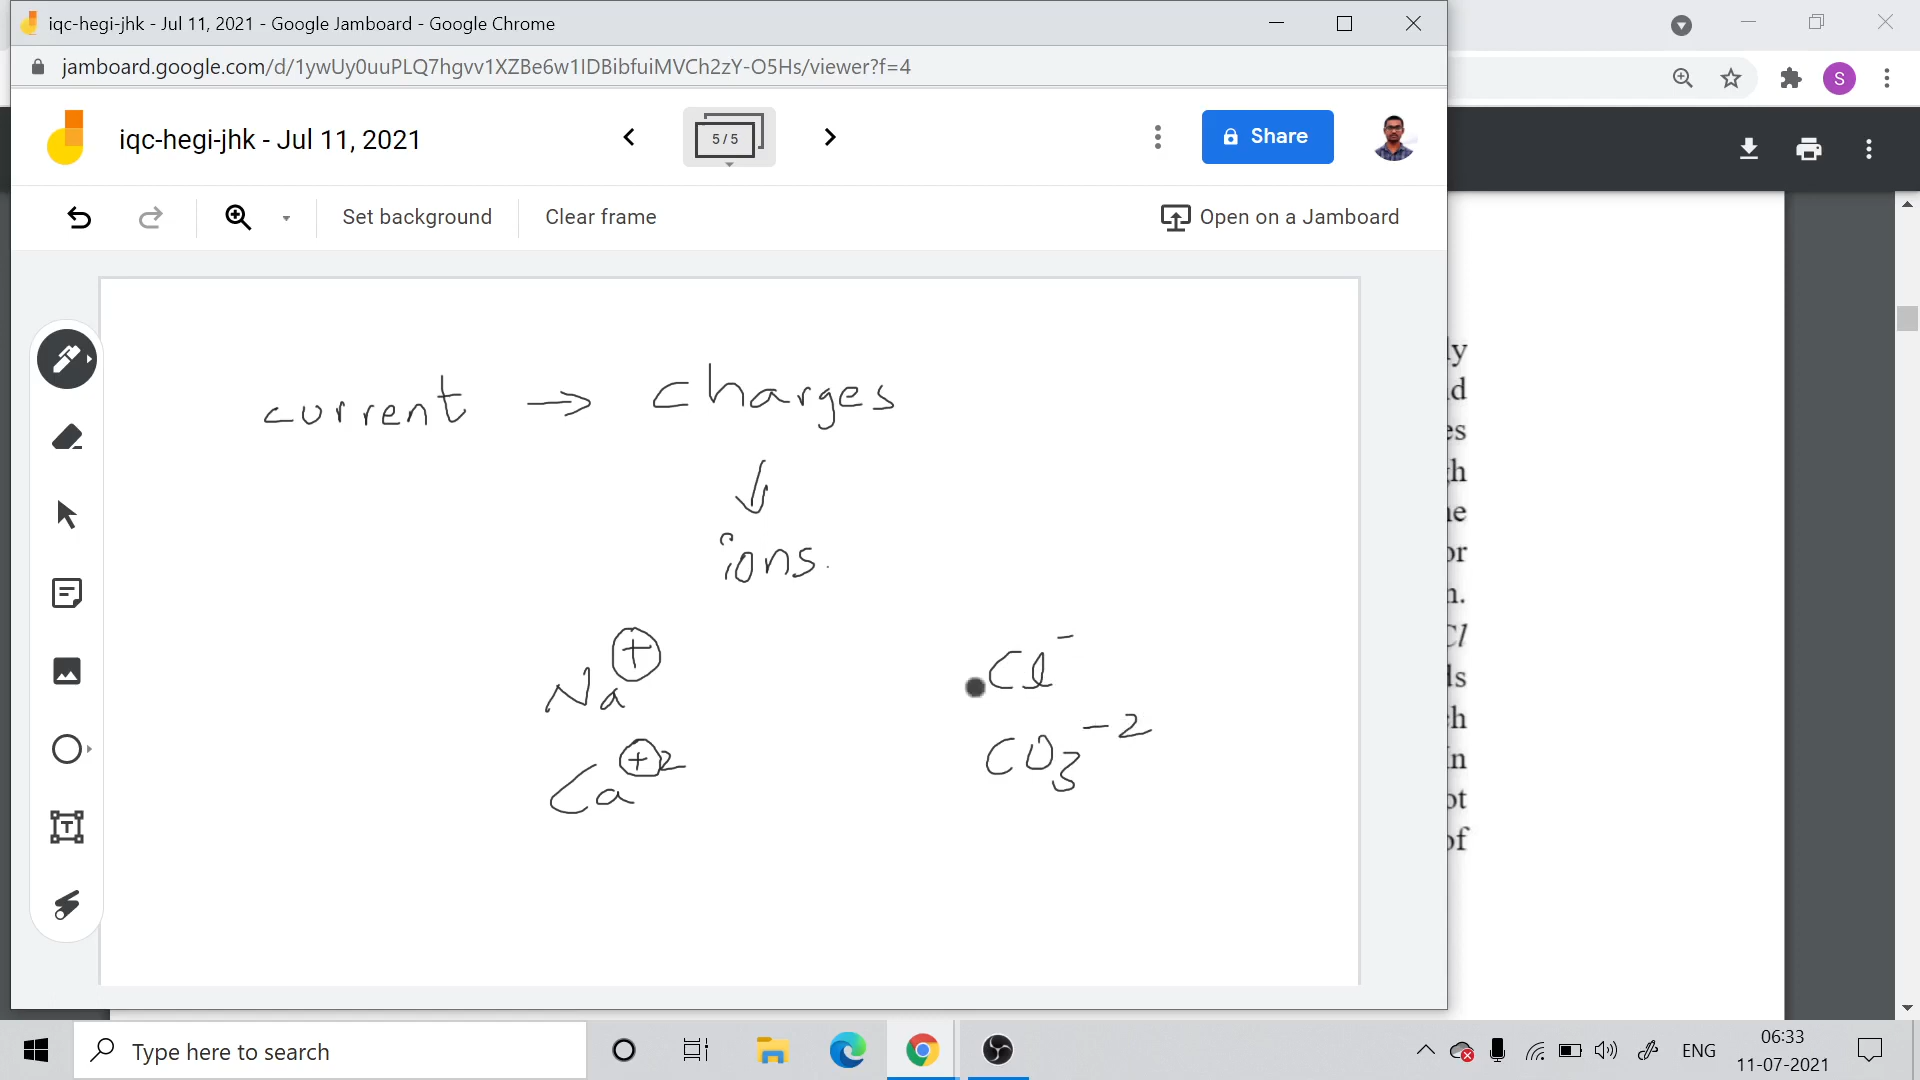 iqc-hegi-jhk - Jul 11, 2021 - Google Jamboard - Google Chrome
jamboard.google.com/d/1ywUy0uuPLQ7hgvv1XZBe6w1IDBibfuiMVCh2zY-O5Hs/viewer?f=4
S
iqc-hegi-jhk - Jul 11, 2021
5 / 5
Share
Set background
Clear frame
Open on a Jamboard
current → charges
↓
ions.
Na⁺
Cl⁻
Ca⁺²
CO₃⁻²
Type here to search
ENG
06:33
11-07-2021